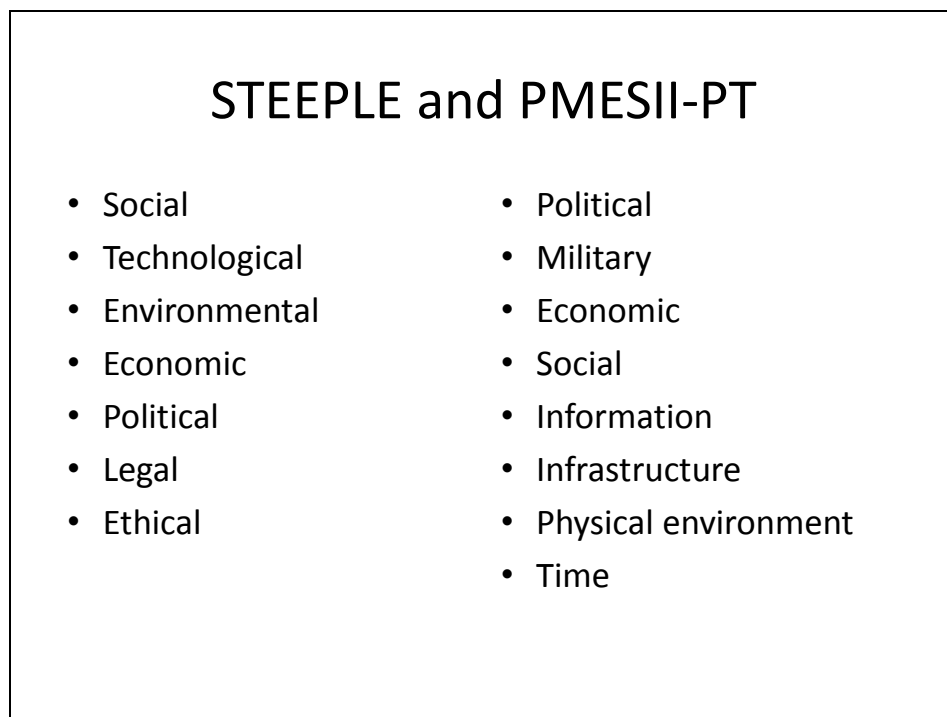 STEEPLE and PMESII-PT
• Social
• Technological
• Environmental
• Economic
• Political
• Legal
• Ethical
• Political
• Military
• Economic
• Social
• Information
• Infrastructure
• Physical environment
• Time